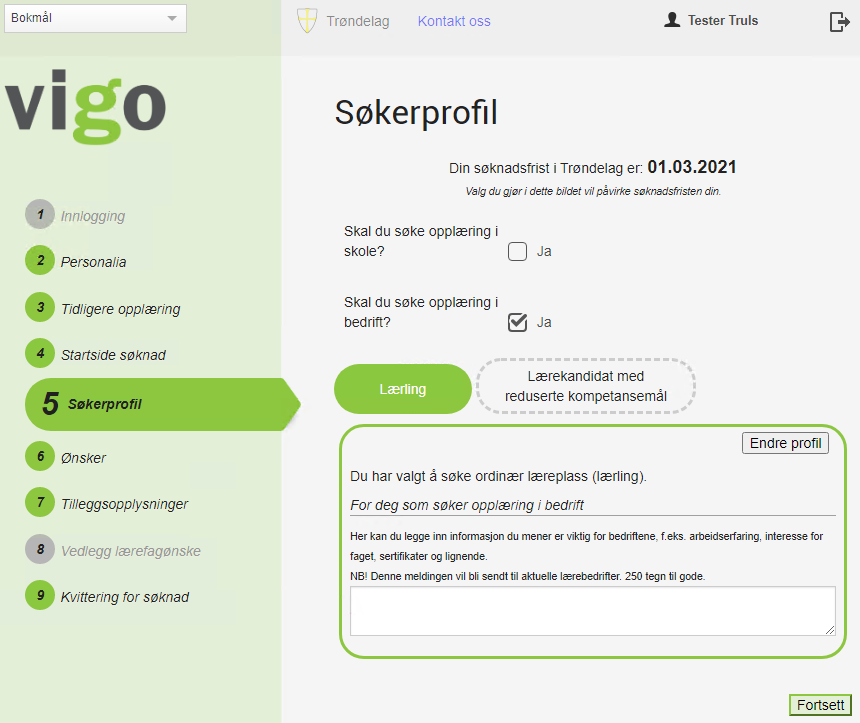 Bokmål
Trøndelag
Kontakt oss
Tester Truls
vigo
1 Innlogging
2 Personalia
3 Tidligere opplæring
4 Startside søknad
5 Søkerprofil
6 Ønsker
7 Tilleggsopplysninger
8 Vedlegg lærefagønske
9 Kvittering for søknad
Søkerprofil
Din søknadsfrist i Trøndelag er: 01.03.2021
Valg du gjør i dette bildet vil påvirke søknadsfristen din.
Skal du søke opplæring i
skole?
Ja
Skal du søke opplæring i
bedrift?
Ja
Lærling
Lærekandidat med
reduserte kompetansemål
Endre profil
Du har valgt å søke ordinær læreplass (lærling).
For deg som søker opplæring i bedrift
Her kan du legge inn informasjon du mener er viktig for bedriftene, f.eks. arbeidserfaring, interesse for
faget, sertifikater og lignende.
NB! Denne meldingen vil bli sendt til aktuelle lærebedrifter. 250 tegn til gode.
Fortsett